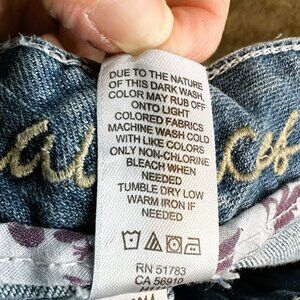 DUE TO THE NATURE
OF THIS DARK WASH,
COLOR MAY RUB OFF
ONTO LIGHT
COLORED FABRICS
MACHINE WASH COLD
WITH LIKE COLORS
ONLY NON-CHLORINE
BLEACH WHEN
NEEDED
TUMBLE DRY LOW
WARM IRON IF
NEEDED
RN 51783
CA 56910